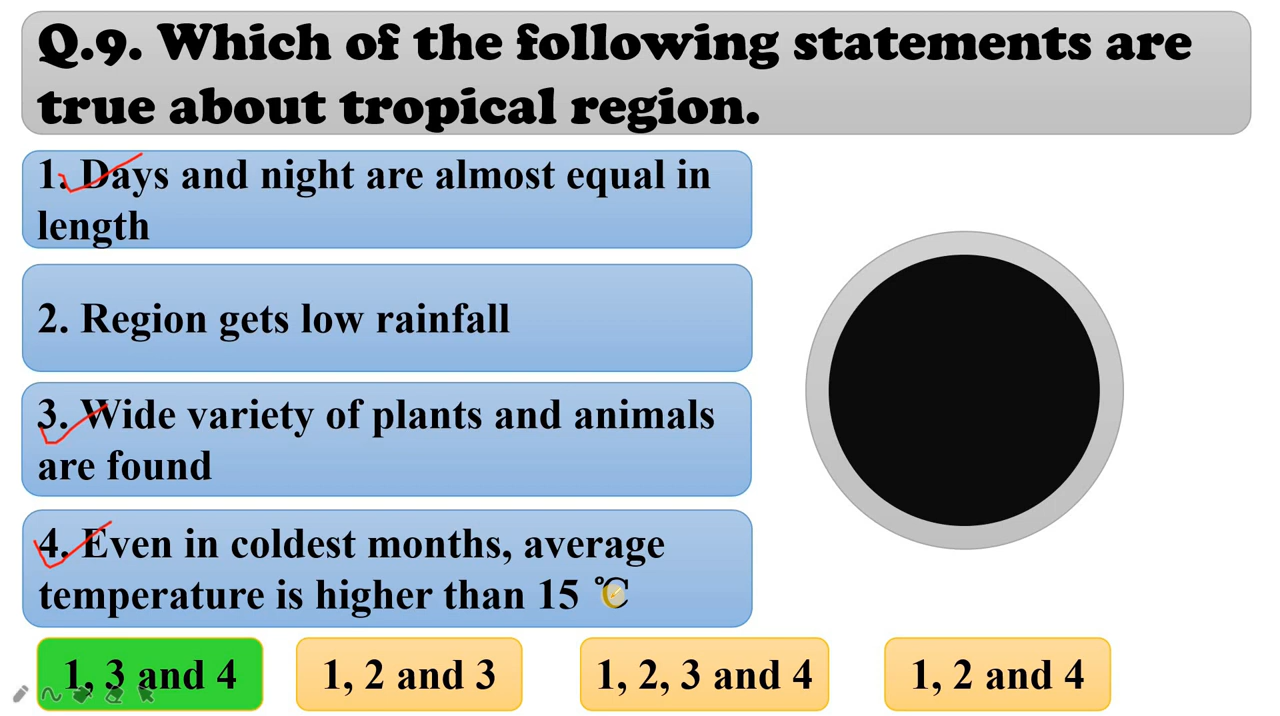 Q.9. Which of the following statements are
true about tropical region.
1. Days and night are almost equal in
length
2. Region gets low rainfall
3. Wide variety of plants and animals
are found
4. Even in coldest months, average
temperature is higher than 15 ℃
1, 3 and 4
1, 2 and 3
1, 2, 3 and 4
1, 2 and 4